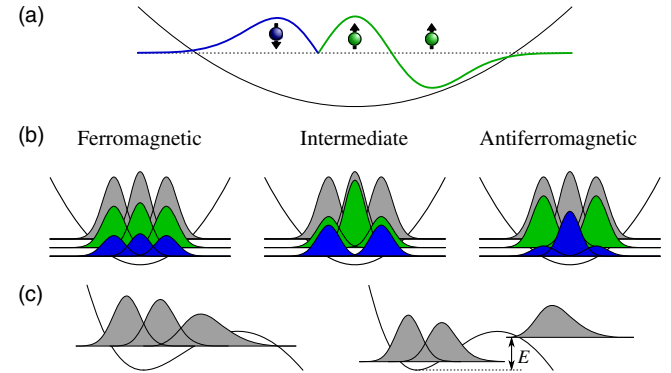 (a)
(b)
Ferromagnetic
Intermediate
Antiferromagnetic
(c)
E